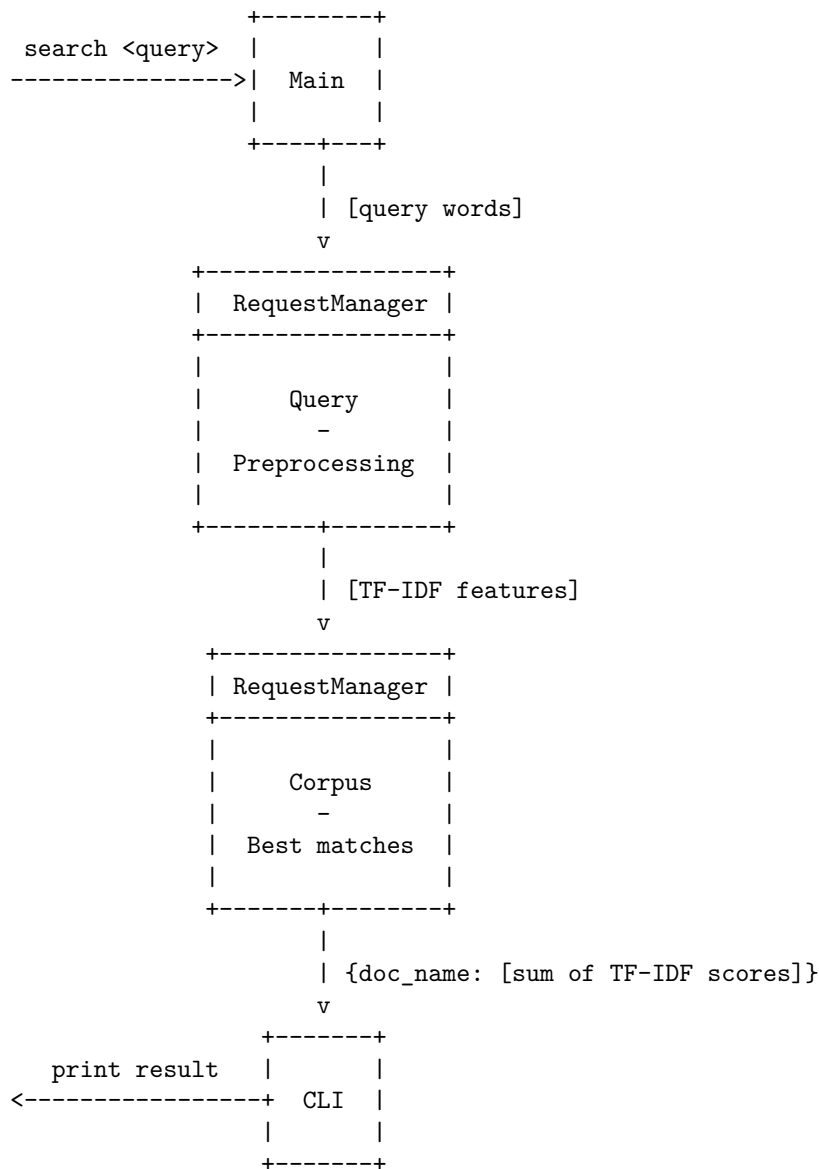 search <query>
Main
[query words]
RequestManager
Query
-
Preprocessing
[TF-IDF features]
RequestManager
Corpus
-
Best matches
{doc_name: [sum of TF-IDF scores]}
print result
CLI